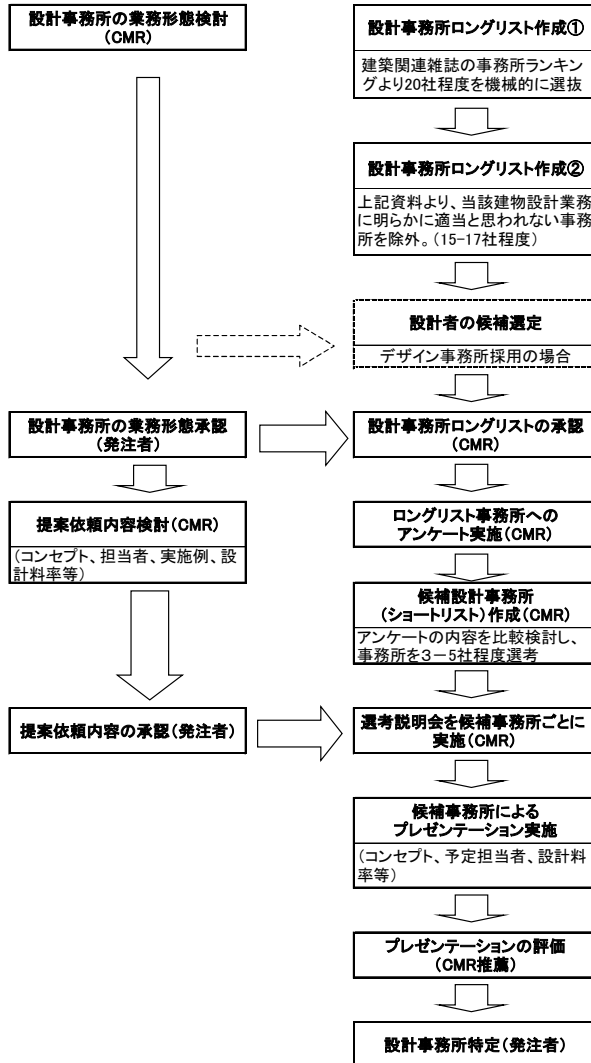 設計事務所の業務形態検討
(CMR)
設計事務所の業務形態承認
(発注者)
提案依頼内容検討(CMR)
(コンセプト、担当者、実施例、設
計料率等)
提案依頼内容の承認(発注者)
設計事務所ロングリスト作成①
建築関連雑誌の事務所ランキン
グより20社程度を機械的に選抜
設計事務所ロングリスト作成②
上記資料より、当該建物設計業務
に明らかに適当と思われない事務
所を除外。(15-17社程度)
設計者の候補選定
デザイン事務所採用の場合
設計事務所ロングリストの承認
(CMR)
ロングリスト事務所への
アンケート実施(CMR)
候補設計事務所
(ショートリスト)作成(CMR)
アンケートの内容を比較検討し、
事務所を3-5社程度選考
選考説明会を候補事務所ごとに
実施(CMR)
候補事務所による
プレゼンテーション実施
(コンセプト、予定担当者、設計料
率等)
プレゼンテーションの評価
(CMR推薦)
設計事務所特定(発注者)